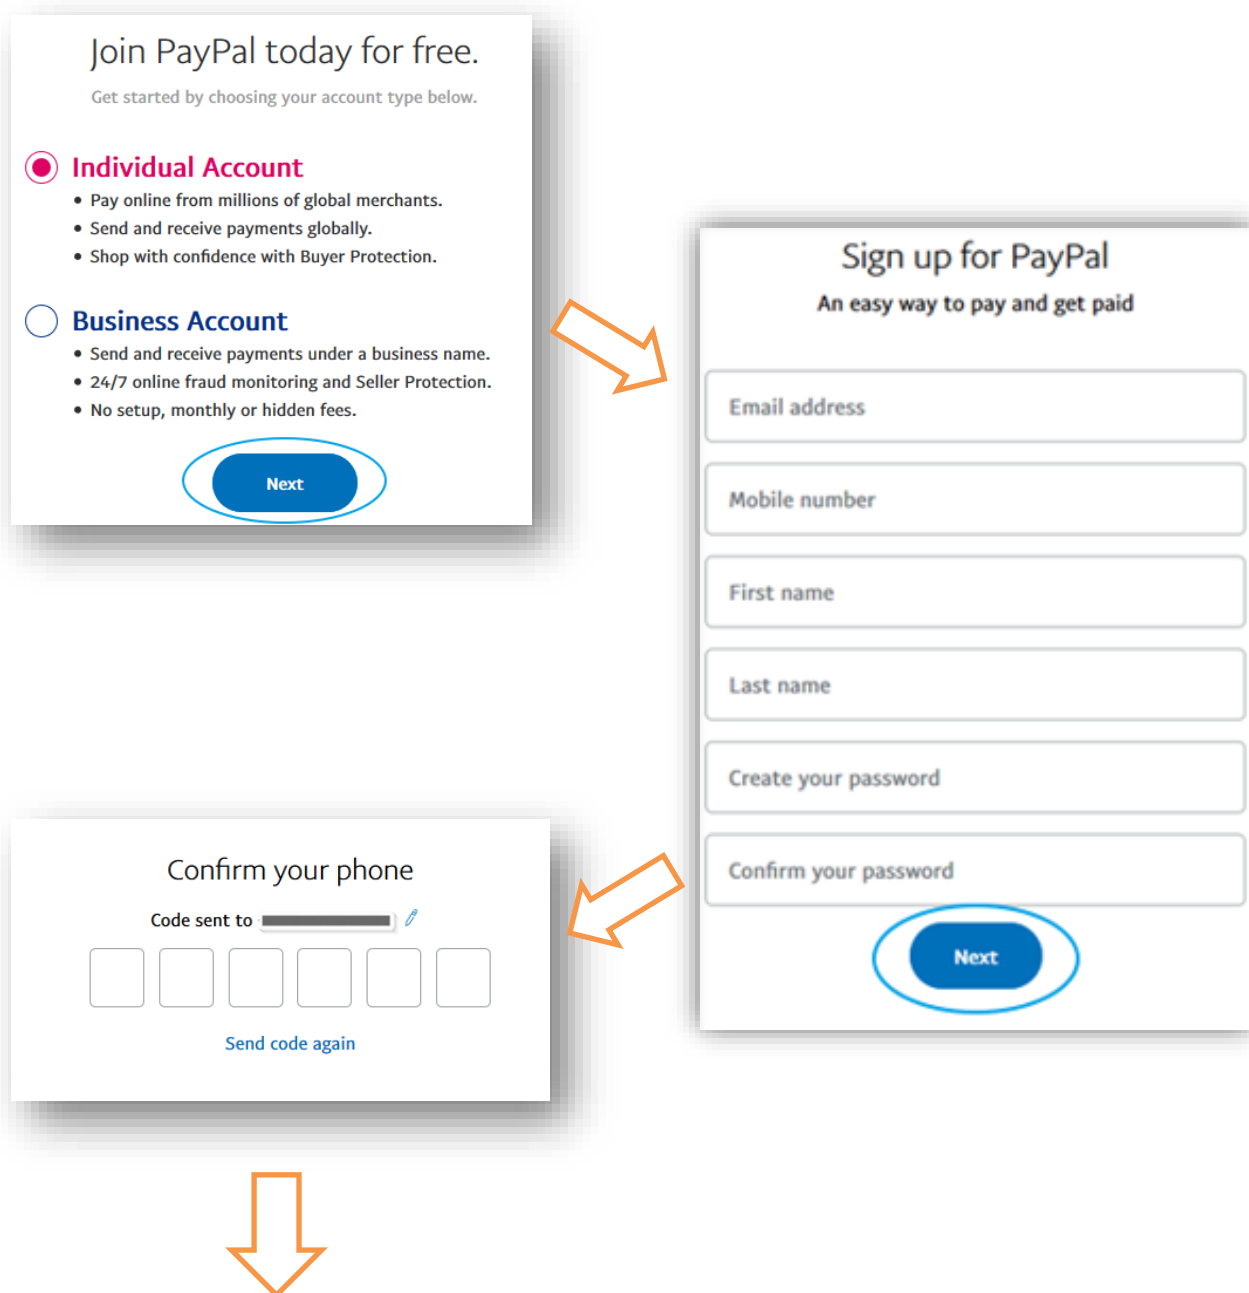 Join PayPal today for free.
Get started by choosing your account type below.
Individual Account
• Pay online from millions of global merchants.
• Send and receive payments globally.
• Shop with confidence with Buyer Protection.
Business Account
• Send and receive payments under a business name.
• 24/7 online fraud monitoring and Seller Protection.
• No setup, monthly or hidden fees.
Next
Sign up for PayPal
An easy way to pay and get paid
Email address
Mobile number
First name
Last name
Create your password
Confirm your password
Next
Confirm your phone
Code sent to
Send code again